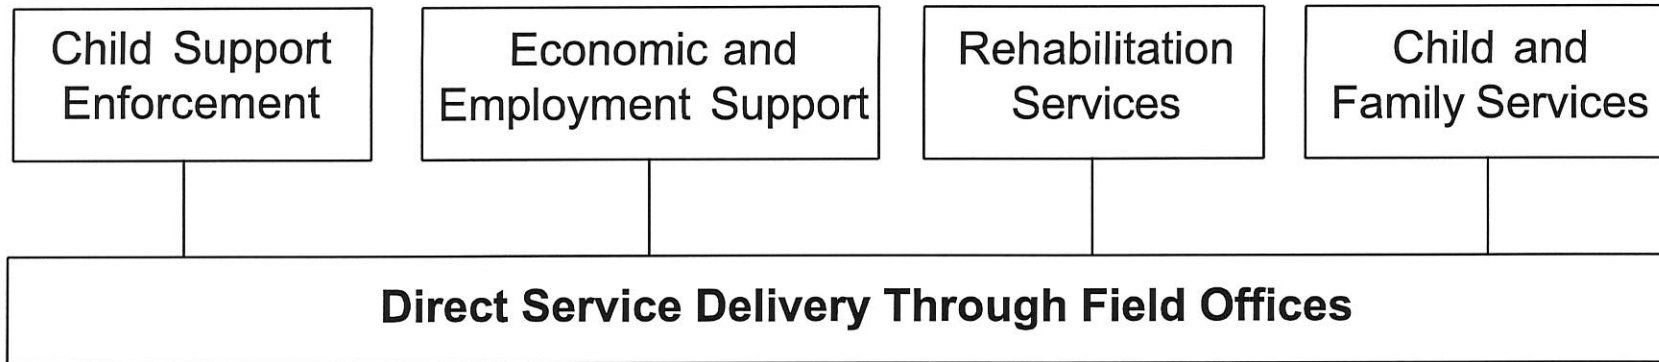 Child Support
Enforcement
Economic and
Employment Support
Rehabilitation
Services
Child and
Family Services
Direct Service Delivery Through Field Offices